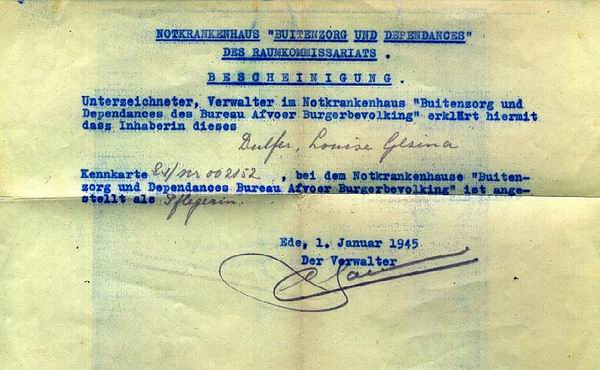 NOTKRANKENHAUS "BUITENZORG UND DEPENDANCES"
DES RAUMKOMMISSARIATS .
BESCHEINIGUNG .
Unterzeichneter, Verwalter im Notkrankenhaus "Buitenzorg und
Dependances des Bureau Afvoer Burgerbevolking" erklärt hiermit
dasz Inhaberin dieses
Dulfer, Louise Gesina
Kennkarte nr 002152 , bei dem Notkrankenhause "Buiten-
zorg und Dependances Bureau Afvoer Burgerbevolking" ist ange-
stellt als Pflegerin.
Ede, 1. Januar 1945
Der Verwalter